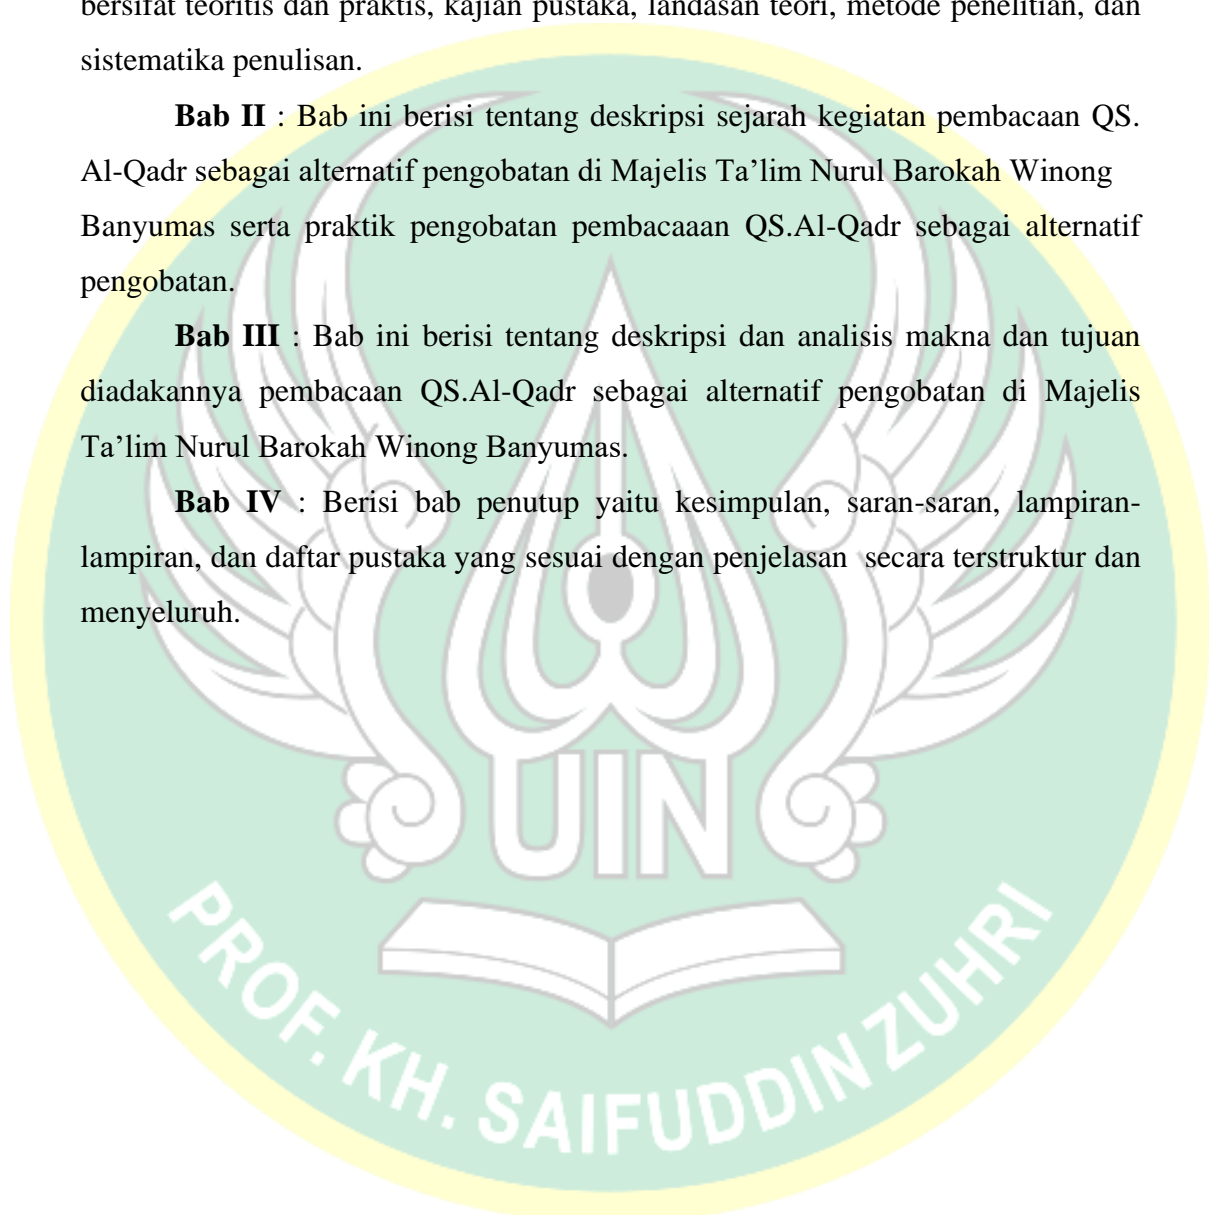 bersifat teoritis dan praktis, kajian pustaka, landasan teori, metode penelitian, dan
sistematika penulisan.
Bab II : Bab ini berisi tentang deskripsi sejarah kegiatan pembacaan QS.
Al-Qadr sebagai alternatif pengobatan di Majelis Ta’lim Nurul Barokah Winong
Banyumas serta praktik pengobatan pembacaaan QS.Al-Qadr sebagai alternatif
pengobatan.
Bab III : Bab ini berisi tentang deskripsi dan analisis makna dan tujuan
diadakannya pembacaan QS.Al-Qadr sebagai alternatif pengobatan di Majelis
Ta’lim Nurul Barokah Winong Banyumas.
Bab IV : Berisi bab penutup yaitu kesimpulan, saran-saran, lampiran-
lampiran, dan daftar pustaka yang sesuai dengan penjelasan secara terstruktur dan
menyeluruh.
UIN
PROF. KH. SAIFUDDIN ZUHRI